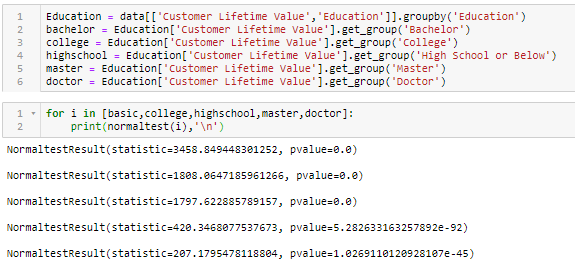 1 Education = data[['Customer Lifetime Value','Education']].groupby('Education')
2 bachelor = Education['Customer Lifetime Value'].get_group('Bachelor')
3 college = Education['Customer Lifetime Value'].get_group('College')
4 highschool = Education['Customer Lifetime Value'].get_group('High School or Below')
5 master = Education['Customer Lifetime Value'].get_group('Master')
6 doctor = Education['Customer Lifetime Value'].get_group('Doctor')
1 for i in [basic,college,highschool,master,doctor]:
2 print(normaltest(i),'\n')
NormaltestResult(statistic=3458.849448301252, pvalue=0.0)
NormaltestResult(statistic=1808.0647185961266, pvalue=0.0)
NormaltestResult(statistic=1797.622885789157, pvalue=0.0)
NormaltestResult(statistic=420.3468077537673, pvalue=5.282633163257892e-92)
NormaltestResult(statistic=207.1795478118804, pvalue=1.0269110120928107e-45)